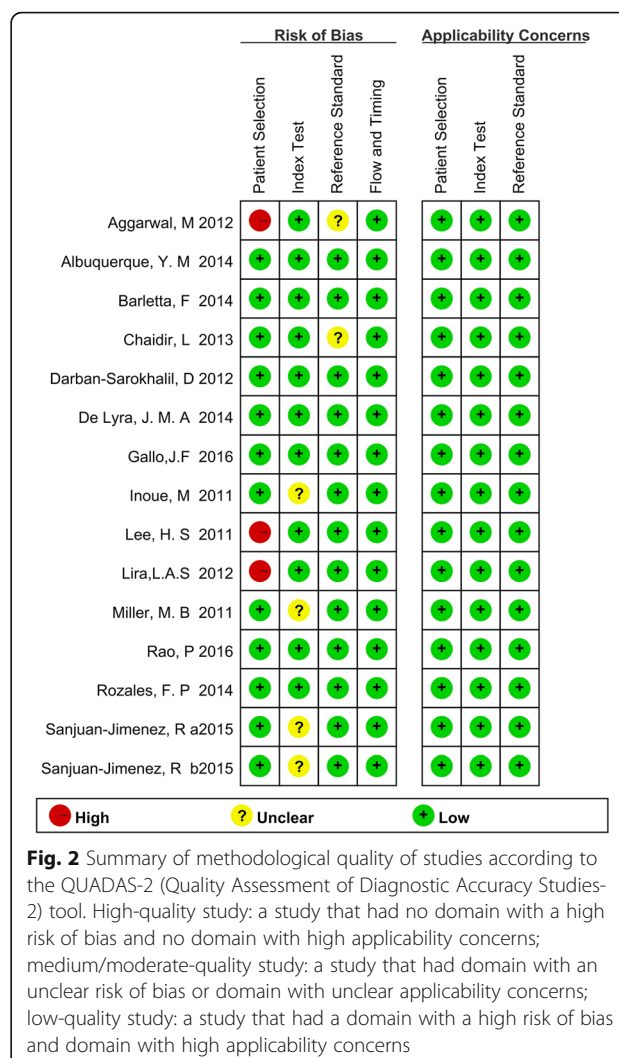 Risk of Bias Applicability Concerns
Patient Selection Index Test Reference Standard Flow and Timing Patient Selection Index Test Reference Standard
Aggarwal, M 2012 - + ? + + + +
Albuquerque, Y. M 2014 + + + + + + +
Barletta, F 2014 + + + + + + +
Chaidir, L 2013 + + ? + + + +
Darban-Sarokhalil, D 2012 + + + + + + +
De Lyra, J. M. A 2014 + + + + + + +
Gallo,J.F 2016 + + + + + + +
Inoue, M 2011 + ? + + + + +
Lee, H. S 2011 - + + + + + +
Lira,L.A.S 2012 - + + + + + +
Miller, M. B 2011 + ? + + + + +
Rao, P 2016 + + + + + + +
Rozales, F. P 2014 + + + + + + +
Sanjuan-Jimenez, R a2015 + ? + + + + +
Sanjuan-Jimenez, R b2015 + ? + + + + +
- High ? Unclear + Low
Fig. 2 Summary of methodological quality of studies according to
the QUADAS-2 (Quality Assessment of Diagnostic Accuracy Studies-
2) tool. High-quality study: a study that had no domain with a high
risk of bias and no domain with high applicability concerns;
medium/moderate-quality study: a study that had domain with an
unclear risk of bias or domain with unclear applicability concerns;
low-quality study: a study that had a domain with a high risk of bias
and domain with high applicability concerns